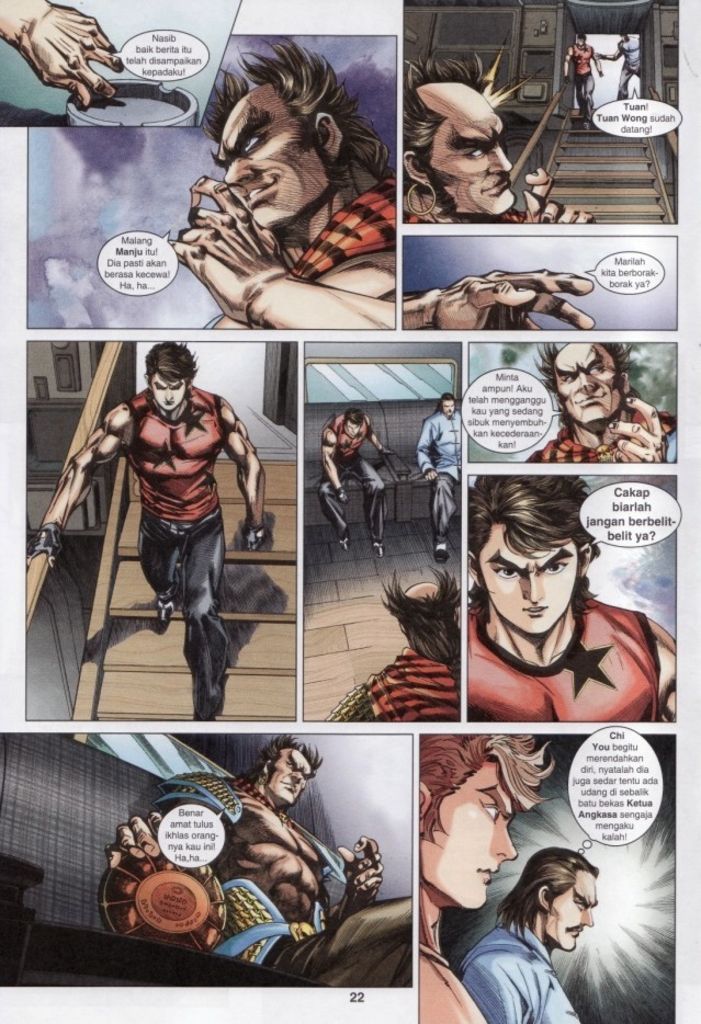 Nasib
baik berita itu
telah disampaikan
kepadaku!
Malang
Manju itu!
Dia pasti akan
berasa kecewa!
Ha, ha...
Tuan!
Tuan Wong sudah
datang!
Marilah
kita berborak-
borak ya?
Minta
ampun! Aku
telah mengganggu
kau yang sedang
sibuk menyem-
buhkan
kecederaan-
kan!
Cakap
biarlah
jangan berbelit-
belit ya?
Benar
amat tulus
ikhlas orang-
nya kau ini!
Ha,ha...
Chi
You begitu
merendahkan
diri, nyatalah dia
juga sedar tentu ada
udang di sebalik
batu bekas Ketua
Angkasa sengaja
mengaku
kalah!
22